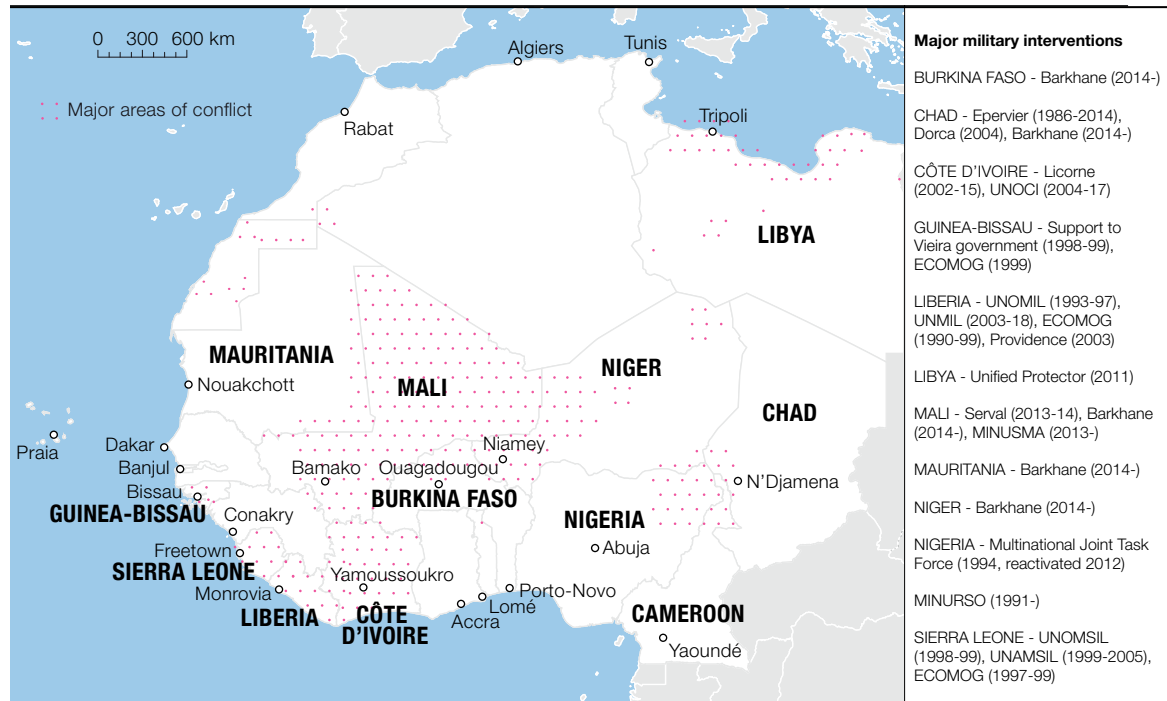 0 300 600 km
Major areas of conflict
Algiers
Tunis
Rabat
Tripoli
LIBYA
MAURITANIA
Nouakchott
MALI
NIGER
CHAD
Praia
Dakar
Banjul
Bissau
GUINEA-BISSAU
Bamako
Ouagadougou
Niamey
BURKINA FASO
N'Djamena
NIGERIA
Abuja
Conakry
Freetown
SIERRA LEONE
Monrovia
LIBERIA
Yamoussoukro
CÔTE
D'IVOIRE
Accra
Lomé
Porto-Novo
CAMEROON
Yaoundé
Major military interventions
BURKINA FASO - Barkhane (2014-)
CHAD - Epervier (1986-2014),
Dorca (2004), Barkhane (2014-)
CÔTE D'IVOIRE - Licorne
(2002-15), UNOCI (2004-17)
GUINEA-BISSAU - Support to
Vieira government (1998-99),
ECOMOG (1999)
LIBERIA - UNOMIL (1993-97),
UNMIL (2003-18), ECOMOG
(1990-99), Providence (2003)
LIBYA - Unified Protector (2011)
MALI - Serval (2013-14), Barkhane
(2014-), MINUSMA (2013-)
MAURITANIA - Barkhane (2014-)
NIGER - Barkhane (2014-)
NIGERIA - Multinational Joint Task
Force (1994, reactivated 2012)
MINURSO (1991-)
SIERRA LEONE - UNOMSIL
(1998-99), UNAMSIL (1999-2005),
ECOMOG (1997-99)